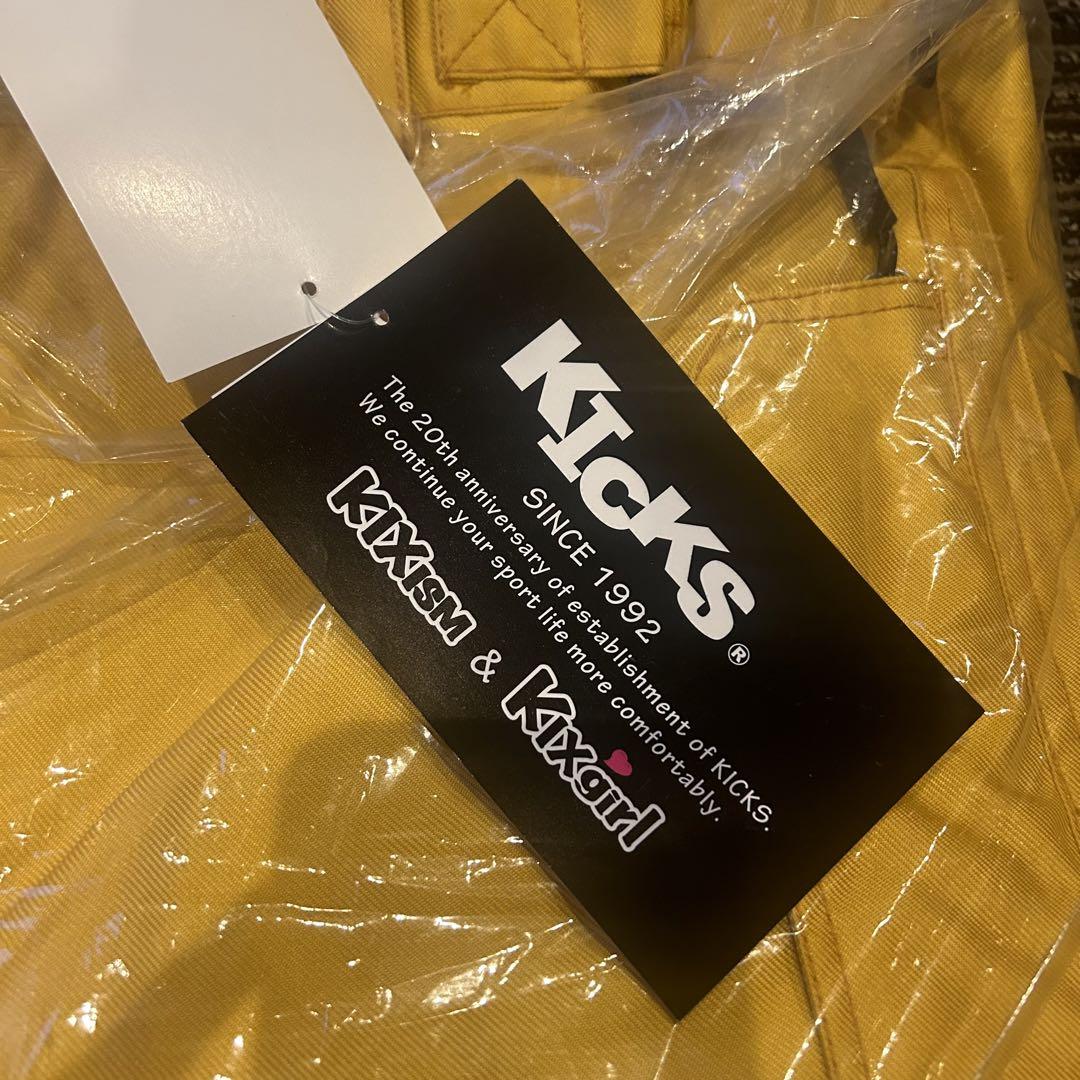 KIcKS®
SINCE 1992
The 20th anniversary of establishment of KICKS.
We continue your sport life more comfortably.
KIXiSM & Kixgirl